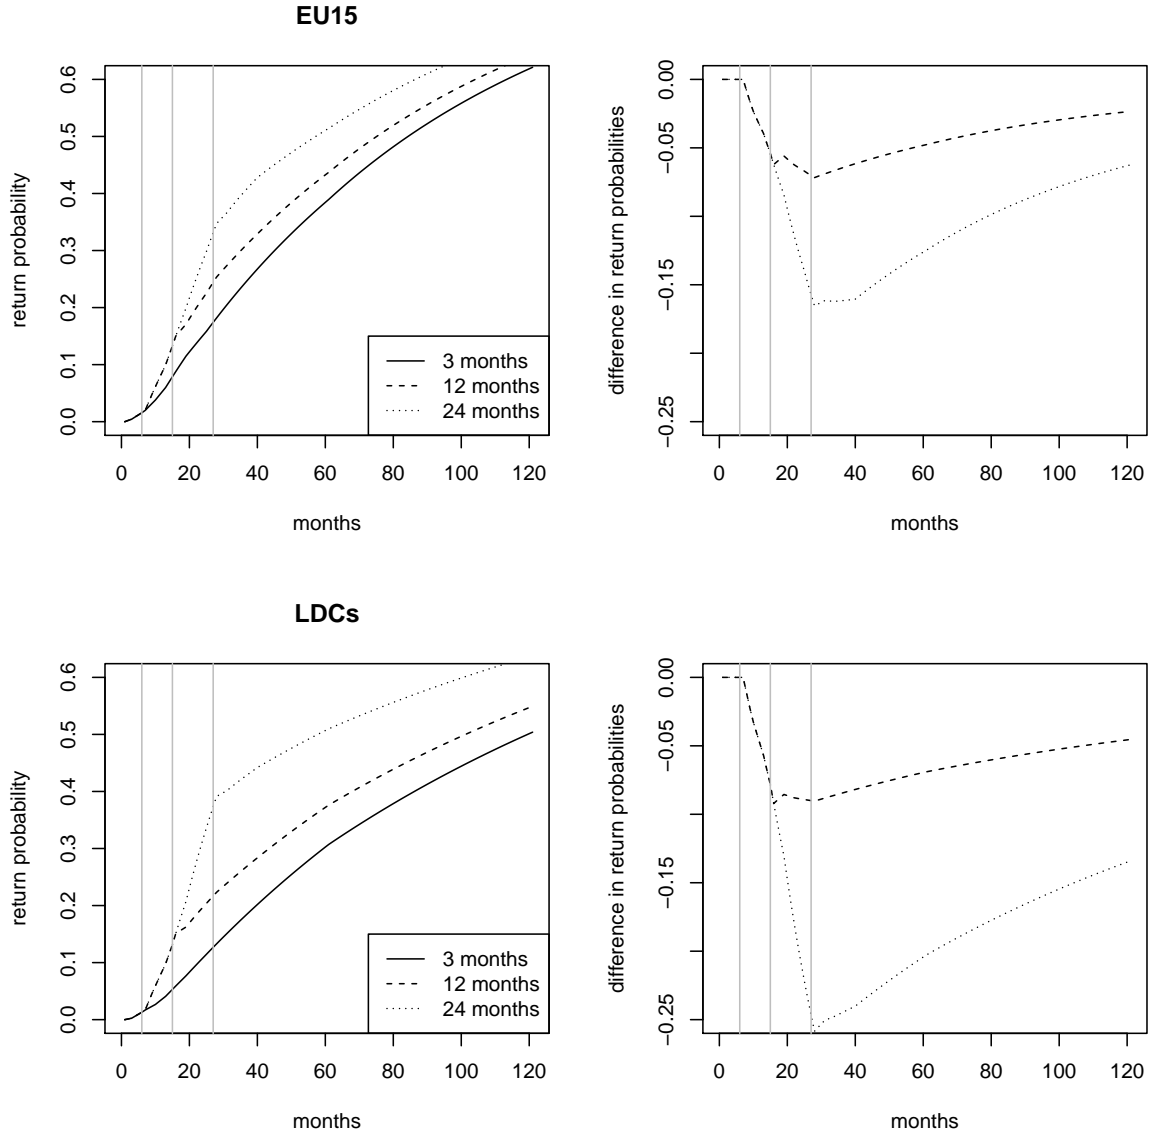 EU15
return probability
0.0 0.1 0.2 0.3 0.4 0.5 0.6
3 months
12 months
24 months
0 20 40 60 80 100 120
months
difference in return probabilities
−0.25 −0.15 −0.05 0.00
0 20 40 60 80 100 120
months
LDCs
return probability
0.0 0.1 0.2 0.3 0.4 0.5 0.6
3 months
12 months
24 months
0 20 40 60 80 100 120
months
difference in return probabilities
−0.25 −0.15 −0.05 0.00
0 20 40 60 80 100 120
months